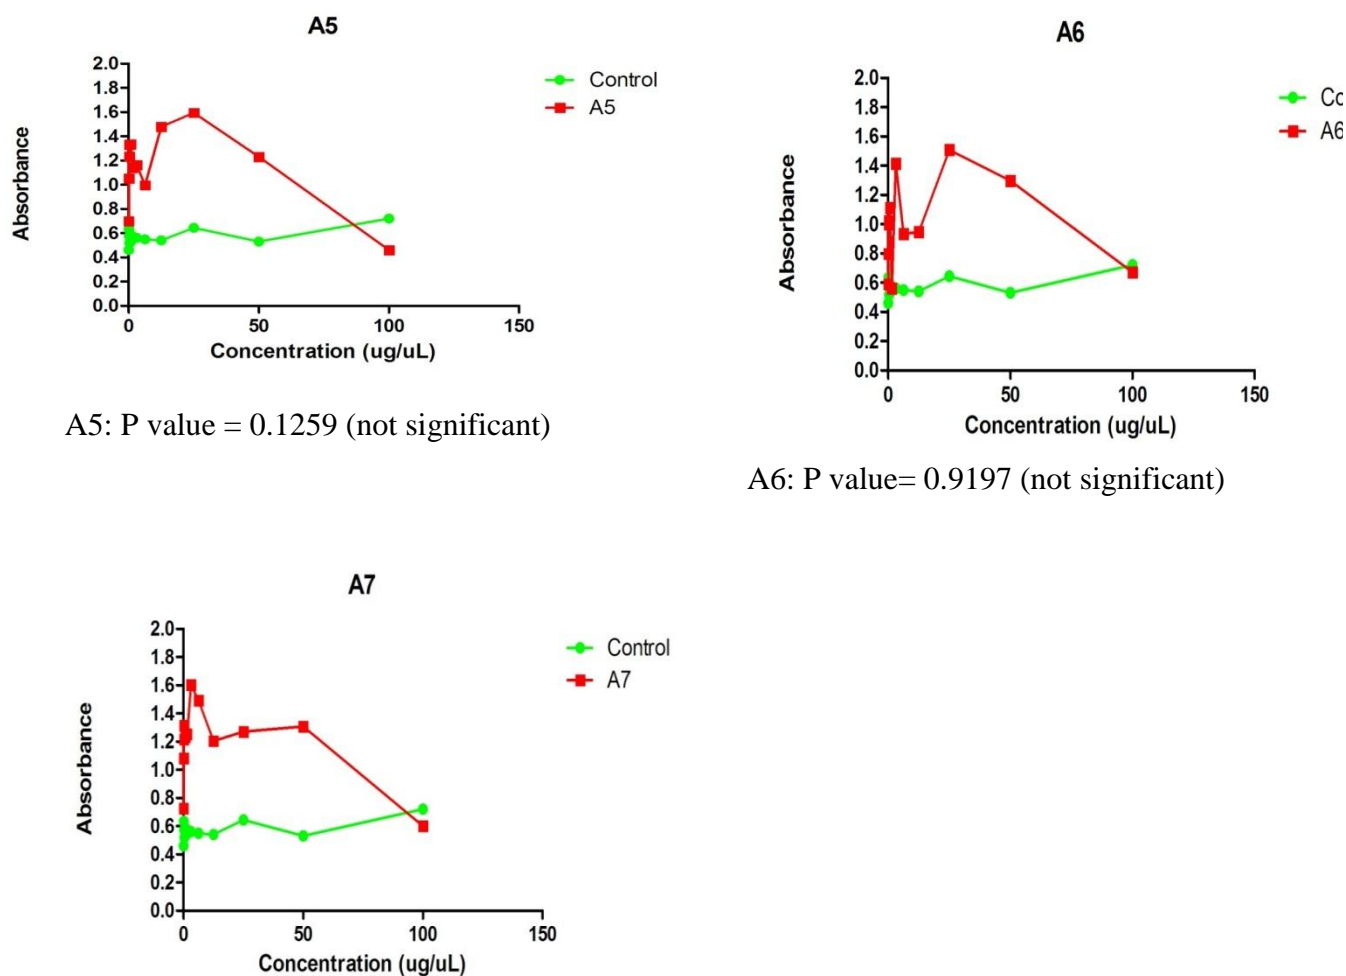 A5
2.0
1.8
1.6
1.4
1.2
1.0
0.8
0.6
0.4
0.2
0.0
0 50 100 150
Absorbance
Concentration (ug/uL)
Control
A5
A5: P value = 0.1259 (not significant)
A6
2.0
1.8
1.6
1.4
1.2
1.0
0.8
0.6
0.4
0.2
0.0
0 50 100 150
Absorbance
Concentration (ug/uL)
Co
A6
A6: P value= 0.9197 (not significant)
A7
2.0
1.8
1.6
1.4
1.2
1.0
0.8
0.6
0.4
0.2
0.0
0 50 100 150
Absorbance
Concentration (ug/uL)
Control
A7